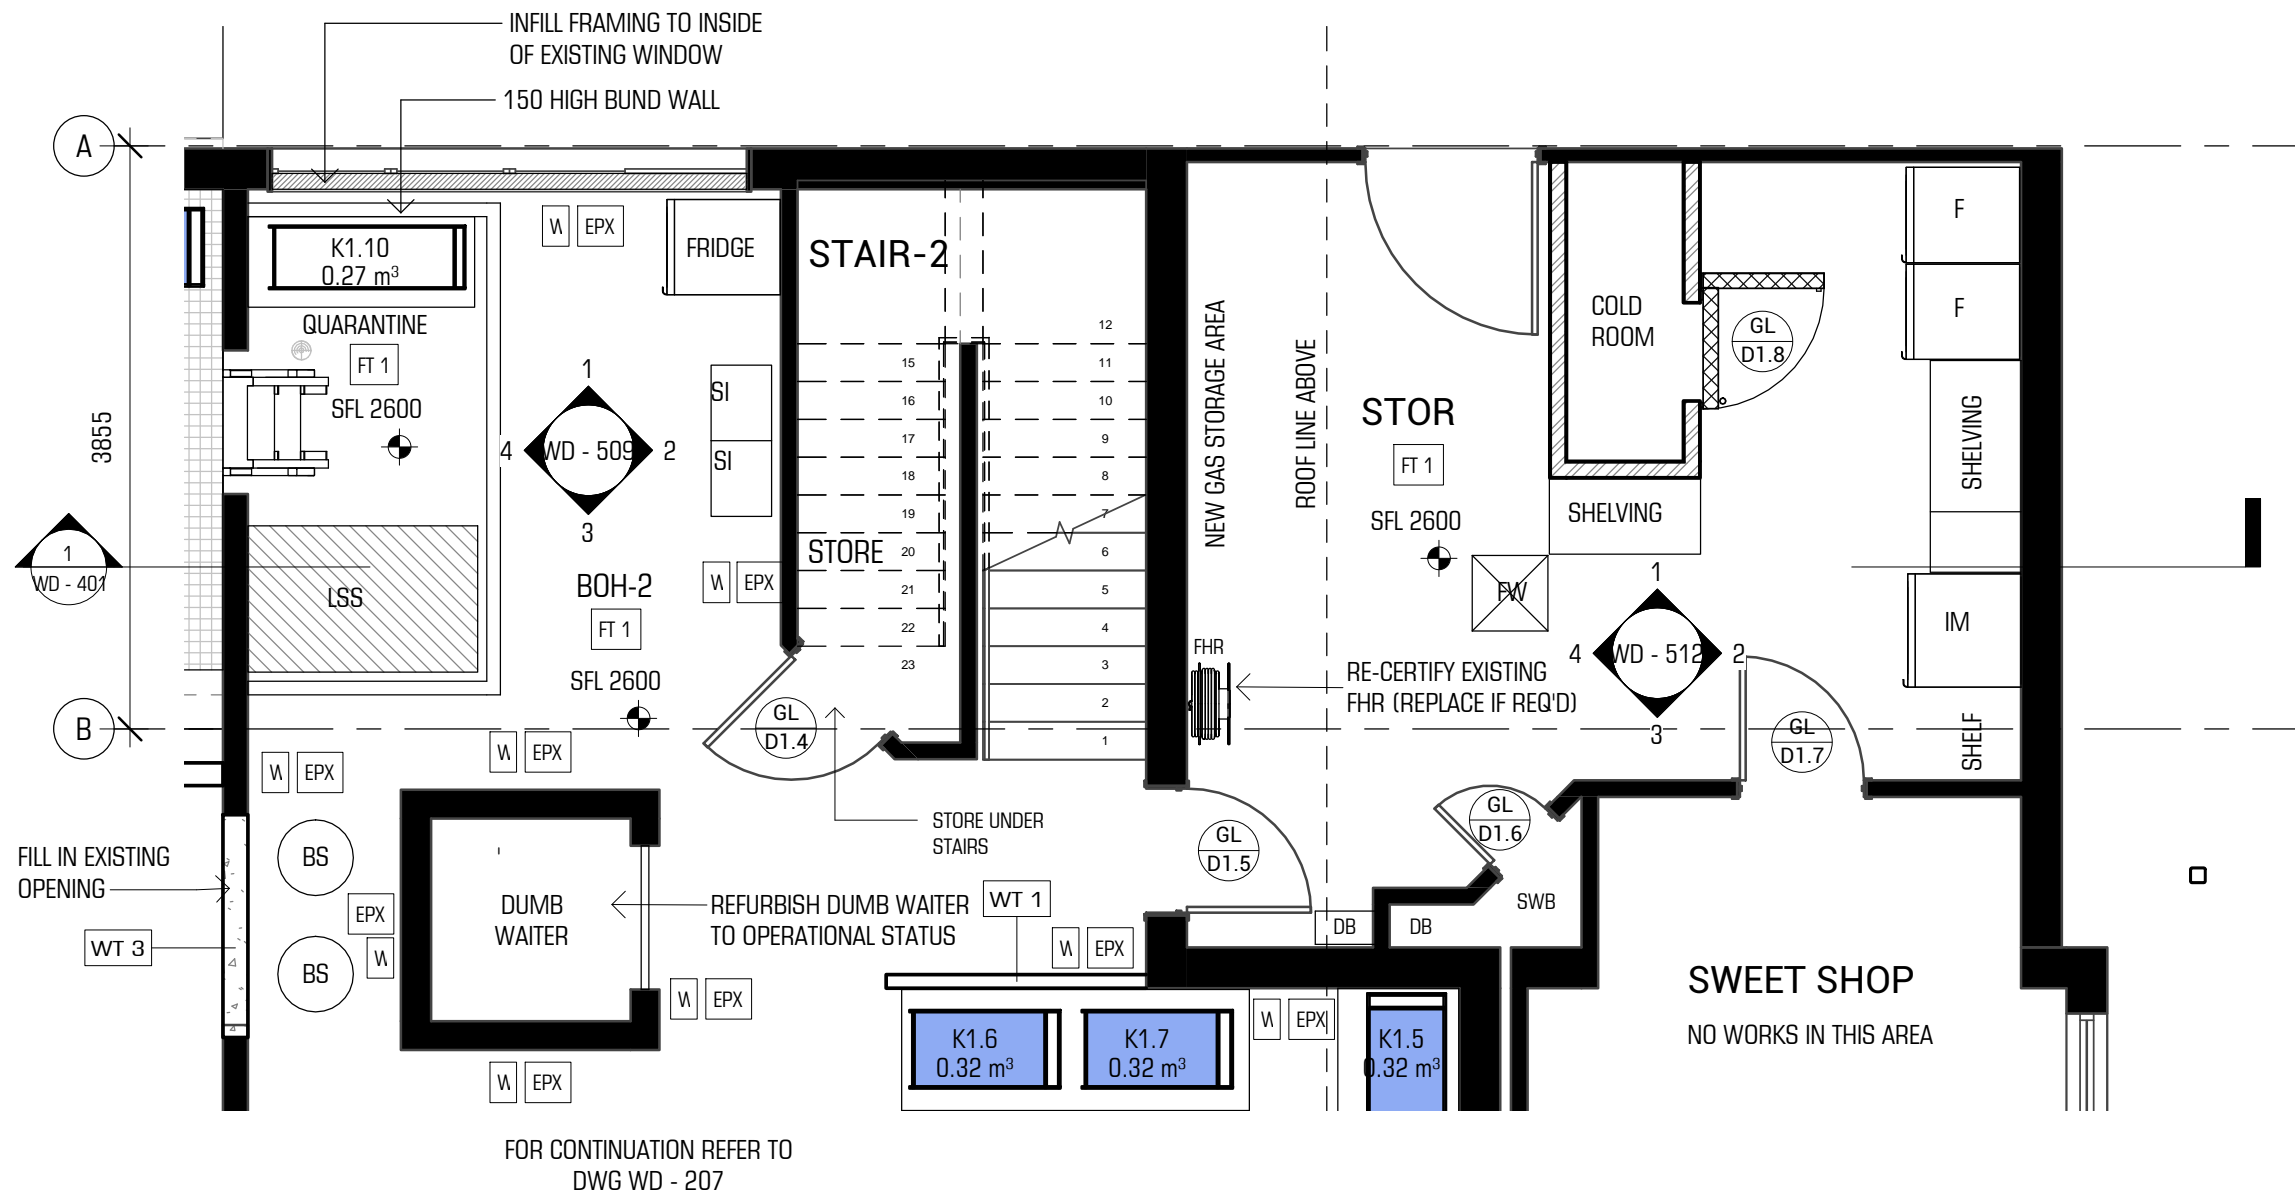 INFILL FRAMING TO INSIDE
OF EXISTING WINDOW
150 HIGH BUND WALL
A
K1.10
0.27 m³
QUARANTINE
FT 1
SFL 2600
W EPX
FRIDGE
STAIR-2
12
15 11
16 10
17 9
18 8
19 7
20 6
21 5
22 4
23 3
2
1
STORE
SI
SI
1
4 WD - 509 2
3
3855
1
WD - 401
LSS
BOH-2
FT 1
SFL 2600
W EPX
B
W EPX
W EPX
GL
D1.4
STORE UNDER
STAIRS
NEW GAS STORAGE AREA
ROOF LINE ABOVE
STOR
FT 1
SFL 2600
COLD
ROOM
GL
D1.8
F
F
SHELVING
SHELVING
FW
IM
SHELF
1
4 WD - 512 2
3
FHR
RE-CERTIFY EXISTING
FHR (REPLACE IF REQ'D)
GL
D1.7
GL
D1.6
GL
D1.5
FILL IN EXISTING
OPENING
WT 3
BS
BS
EPX
W
DUMB
WAITER
REFURBISH DUMB WAITER
TO OPERATIONAL STATUS
WT 1
W EPX
W EPX
W EPX
W EPX
DB
DB
SWB
K1.6
0.32 m³
K1.7
0.32 m³
K1.5
0.32 m³
SWEET SHOP
NO WORKS IN THIS AREA
FOR CONTINUATION REFER TO
DWG WD - 207